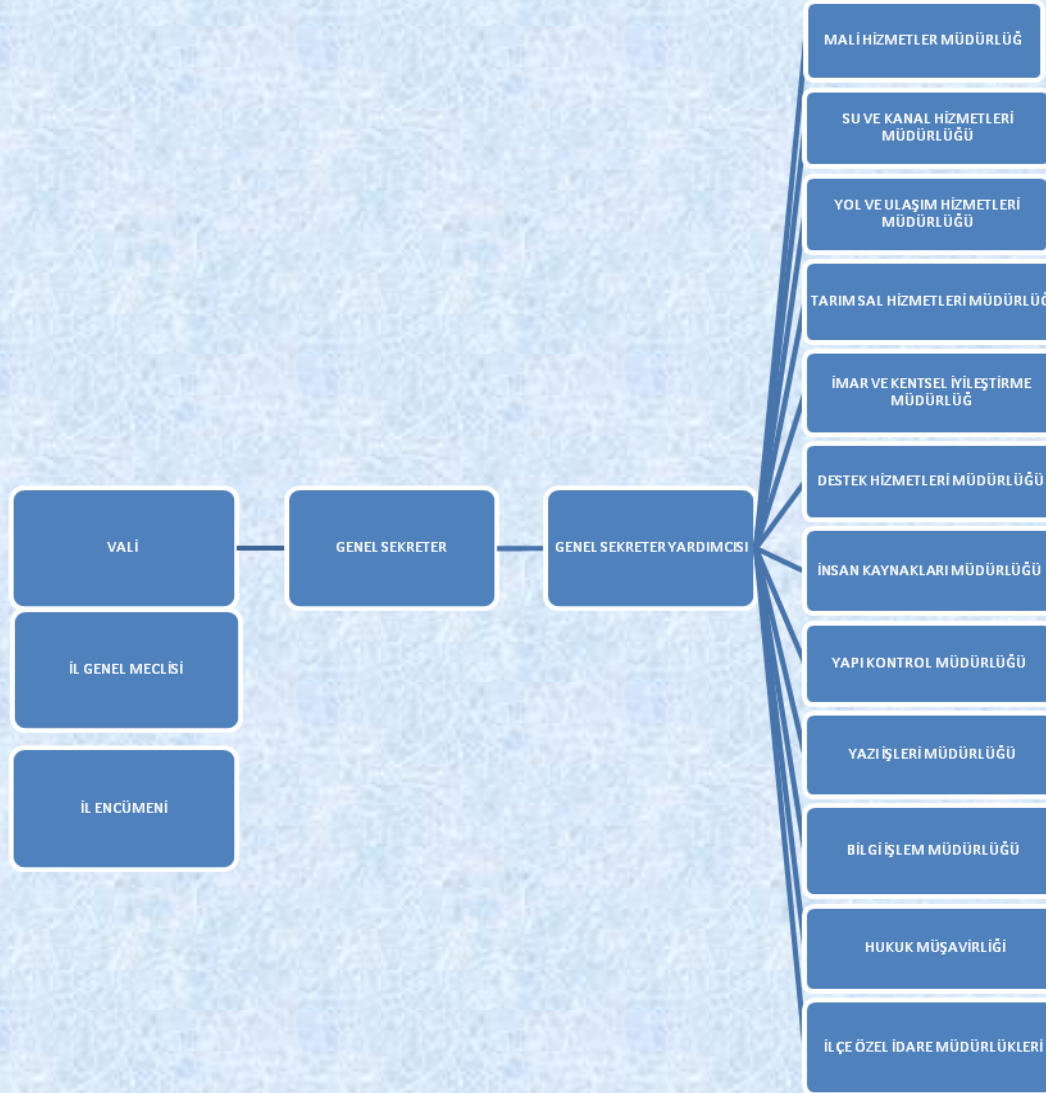 VALİ
İL GENEL MECLİSİ
İL ENCÜMENİ
GENEL SEKRETER
GENEL SEKRETER YARDIMCISI
MALİ HİZMETLER MÜDÜRLÜĞ
SU VE KANAL HİZMETLERİ
MÜDÜRLÜĞÜ
YOL VE ULAŞIM HİZMETLERİ
MÜDÜRLÜĞÜ
TARIM SAL HİZMETLERİ MÜDÜRLÜĞ
İMAR VE KENTSEL İYİLEŞTİRME
MÜDÜRLÜĞ
DESTEK HİZMETLERİ MÜDÜRLÜĞÜ
İNSAN KAYNAKLARI MÜDÜRLÜĞÜ
YAPI KONTROL MÜDÜRLÜĞÜ
YAZI İŞLERİ MÜDÜRLÜĞÜ
BİLGİ İŞLEM MÜDÜRLÜĞÜ
HUKUK MÜŞAVİRLİĞİ
İLÇE ÖZEL İDARE MÜDÜRLÜKLERİ